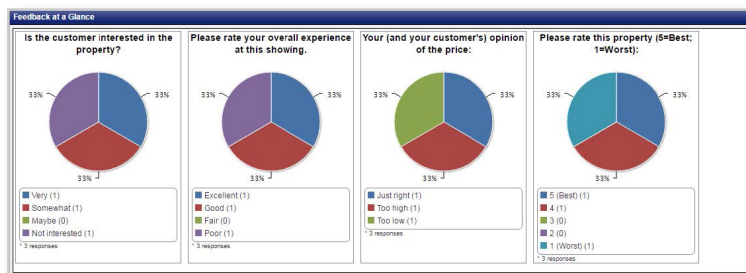 Feedback at a Glance
Is the customer interested in the
property?
33%
33%
33%
Very (1)
Somewhat (1)
Maybe (0)
Not interested (1)
* 3 responses
Please rate your overall experience
at this showing.
33%
33%
33%
Excellent (1)
Good (1)
Fair (0)
Poor (1)
* 3 responses
Your (and your customer's) opinion
of the price:
33%
33%
33%
Just right (1)
Too high (1)
Too low (1)
* 3 responses
Please rate this property (5=Best;
1=Worst):
33%
33%
33%
5 (Best) (1)
4 (1)
3 (0)
2 (0)
1 (Worst) (1)
* 3 responses